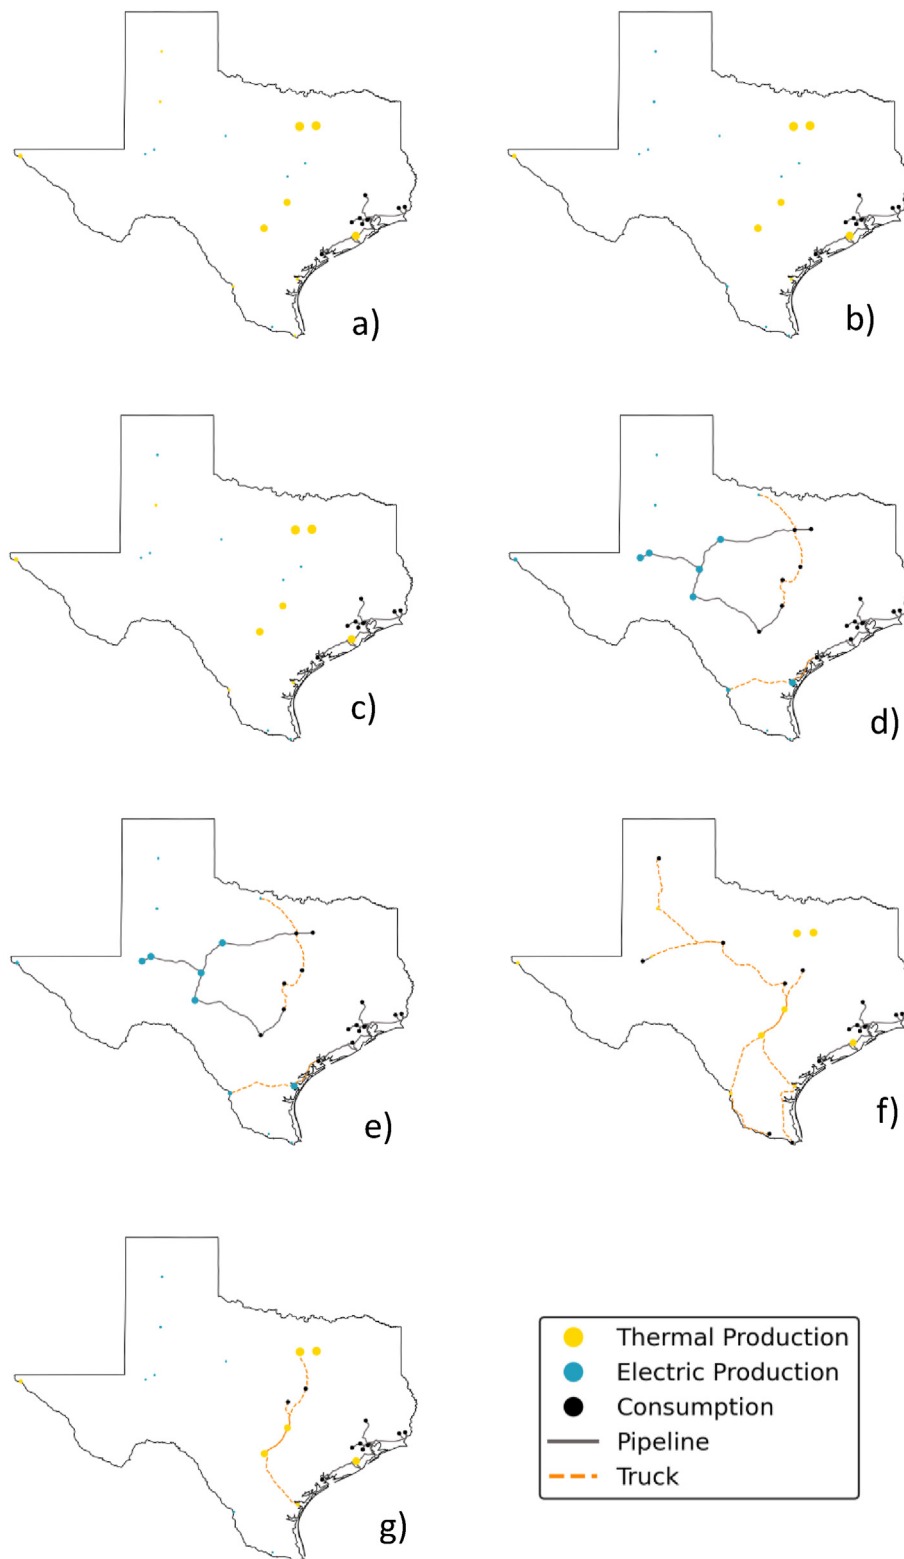 a)
b)
c)
d)
e)
f)
g)
Thermal Production
Electric Production
Consumption
Pipeline
Truck